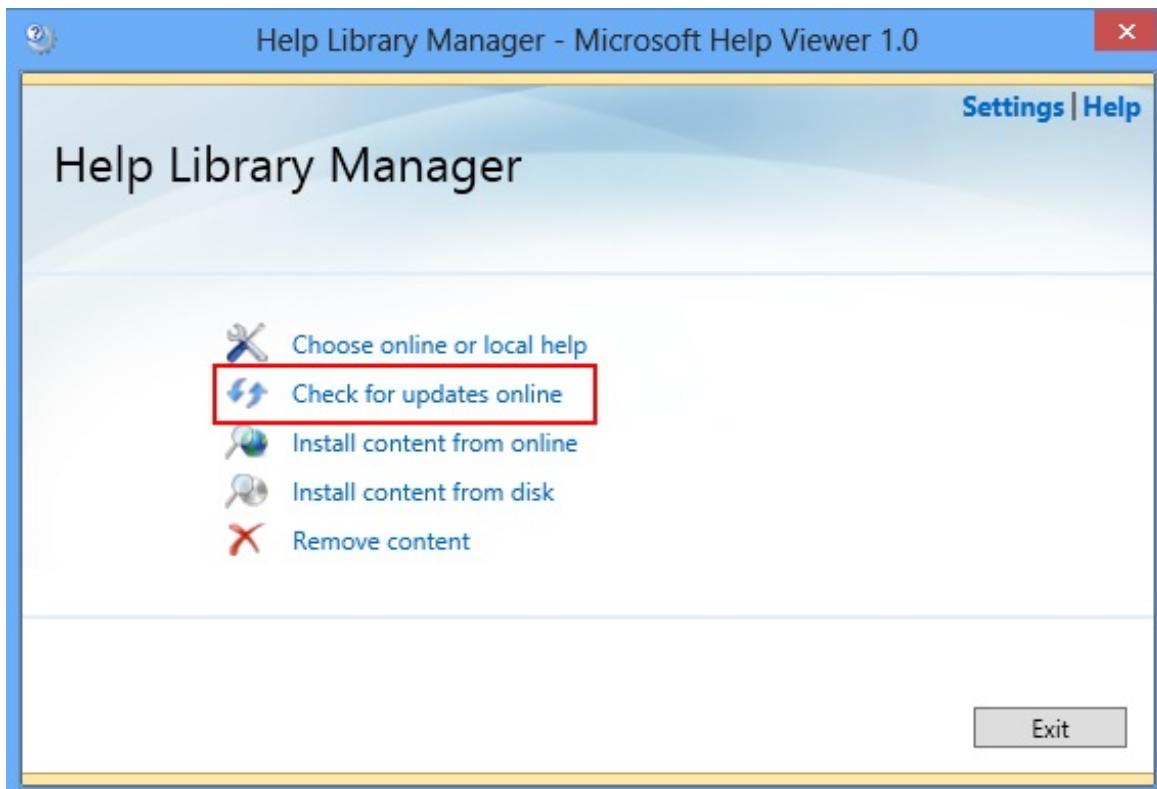 Help Library Manager - Microsoft Help Viewer 1.0
Settings | Help
Help Library Manager
Choose online or local help
Check for updates online
Install content from online
Install content from disk
Remove content
Exit